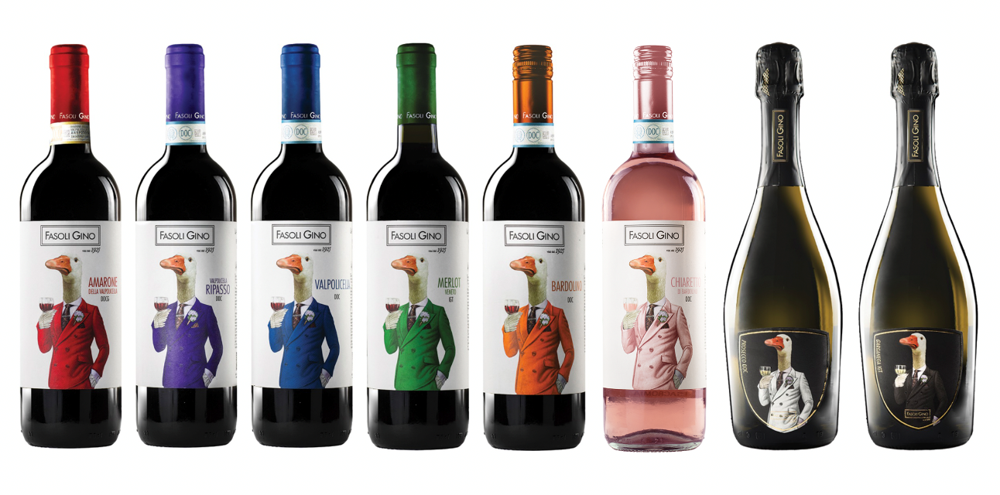 FASOLI GINO
FASOLI GINO
1925
AMARONE
DELLA VALPOLICELLA
DOCG
FASOLI GINO
DOC
FASOLI GINO
1925
VALPOLICELLA
RIPASSO
DOC
FASOLI GINO
DOC
FASOLI GINO
1925
VALPOLICELLA
DOC
FASOLI GINO
FASOLI GINO
1925
MERLOT
VENETO
IGT
FASOLI GINO
DOC
FASOLI GINO
1925
BARDOLINO
DOC
FASOLI GINO
DOC
FASOLI GINO
1925
CHIARETTO
DI BARDOLINO
DOC
FASOLI GINO
PROSECCO DOC
FASOLI GINO
GARGANEGA IGT
FASOLI GINO